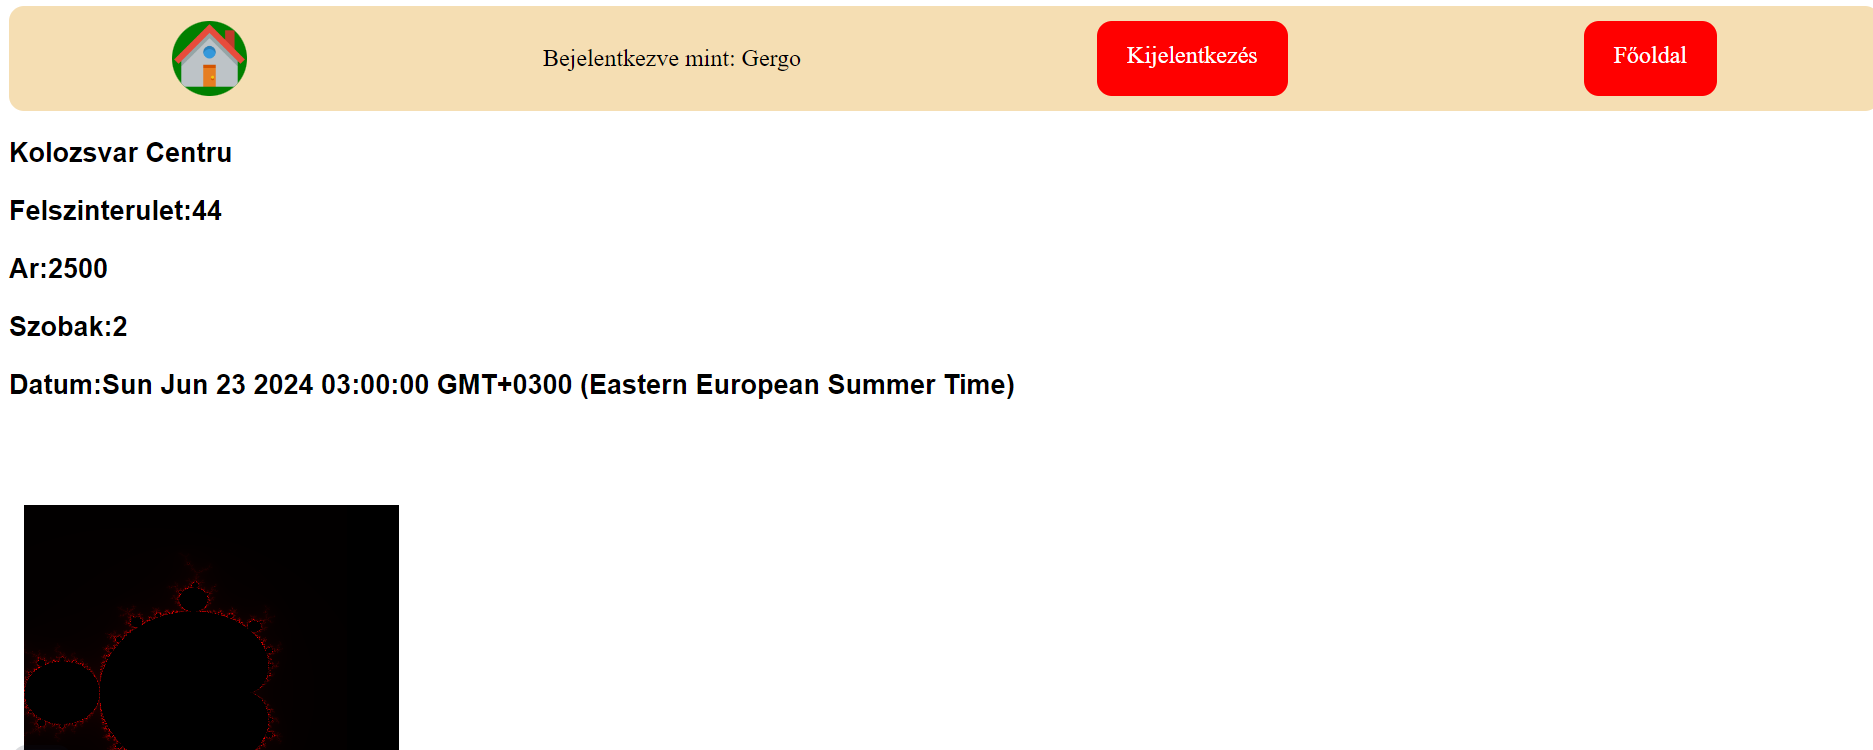 Bejelentkezve mint: Gergo
Kijelentkezés
Főoldal
Kolozsvar Centru
Felszinterulet:44
Ar:2500
Szobak:2
Datum:Sun Jun 23 2024 03:00:00 GMT+0300 (Eastern European Summer Time)